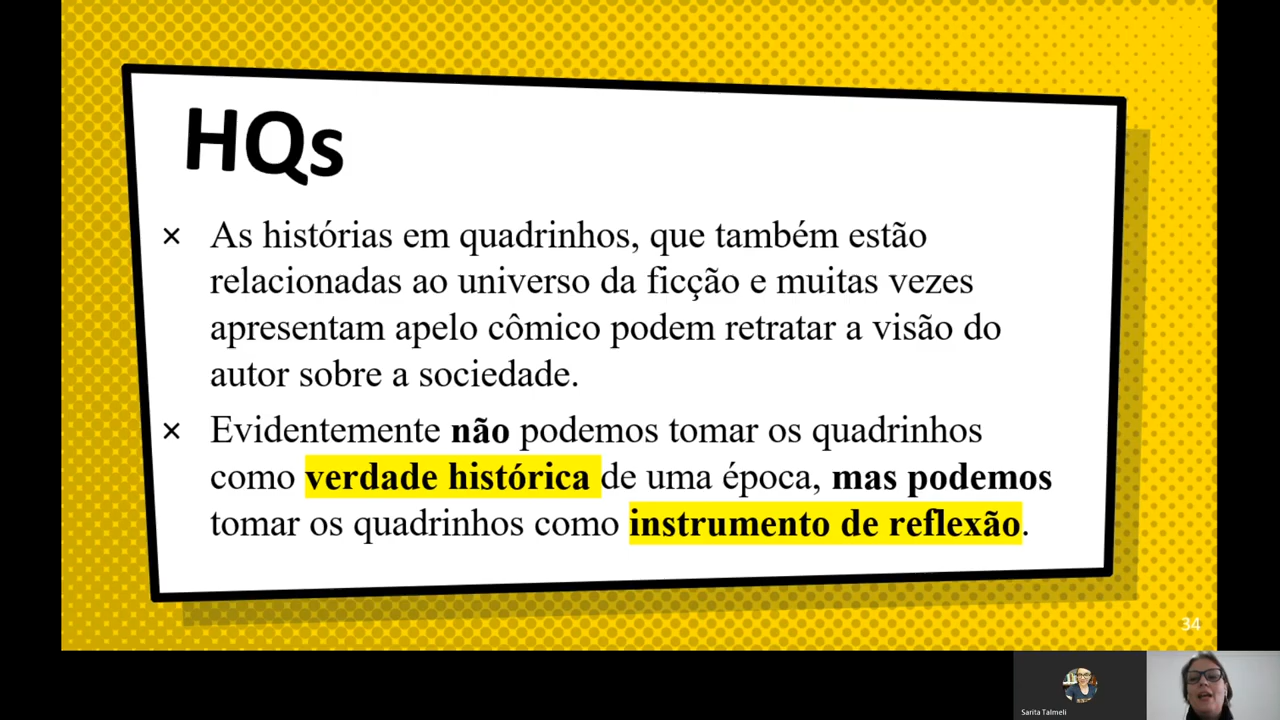 HQs
× As histórias em quadrinhos, que também estão
relacionadas ao universo da ficção e muitas vezes
apresentam apelo cômico podem retratar a visão do
autor sobre a sociedade.
× Evidentemente não podemos tomar os quadrinhos
como verdade histórica de uma época, mas podemos
tomar os quadrinhos como instrumento de reflexão.
34
Sarita Talmeli